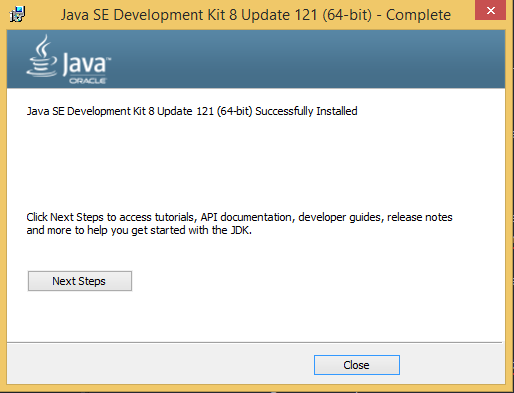 Java SE Development Kit 8 Update 121 (64-bit) - Complete
Java™
ORACLE
Java SE Development Kit 8 Update 121 (64-bit) Successfully Installed
Click Next Steps to access tutorials, API documentation, developer guides, release notes
and more to help you get started with the JDK.
Next Steps
Close